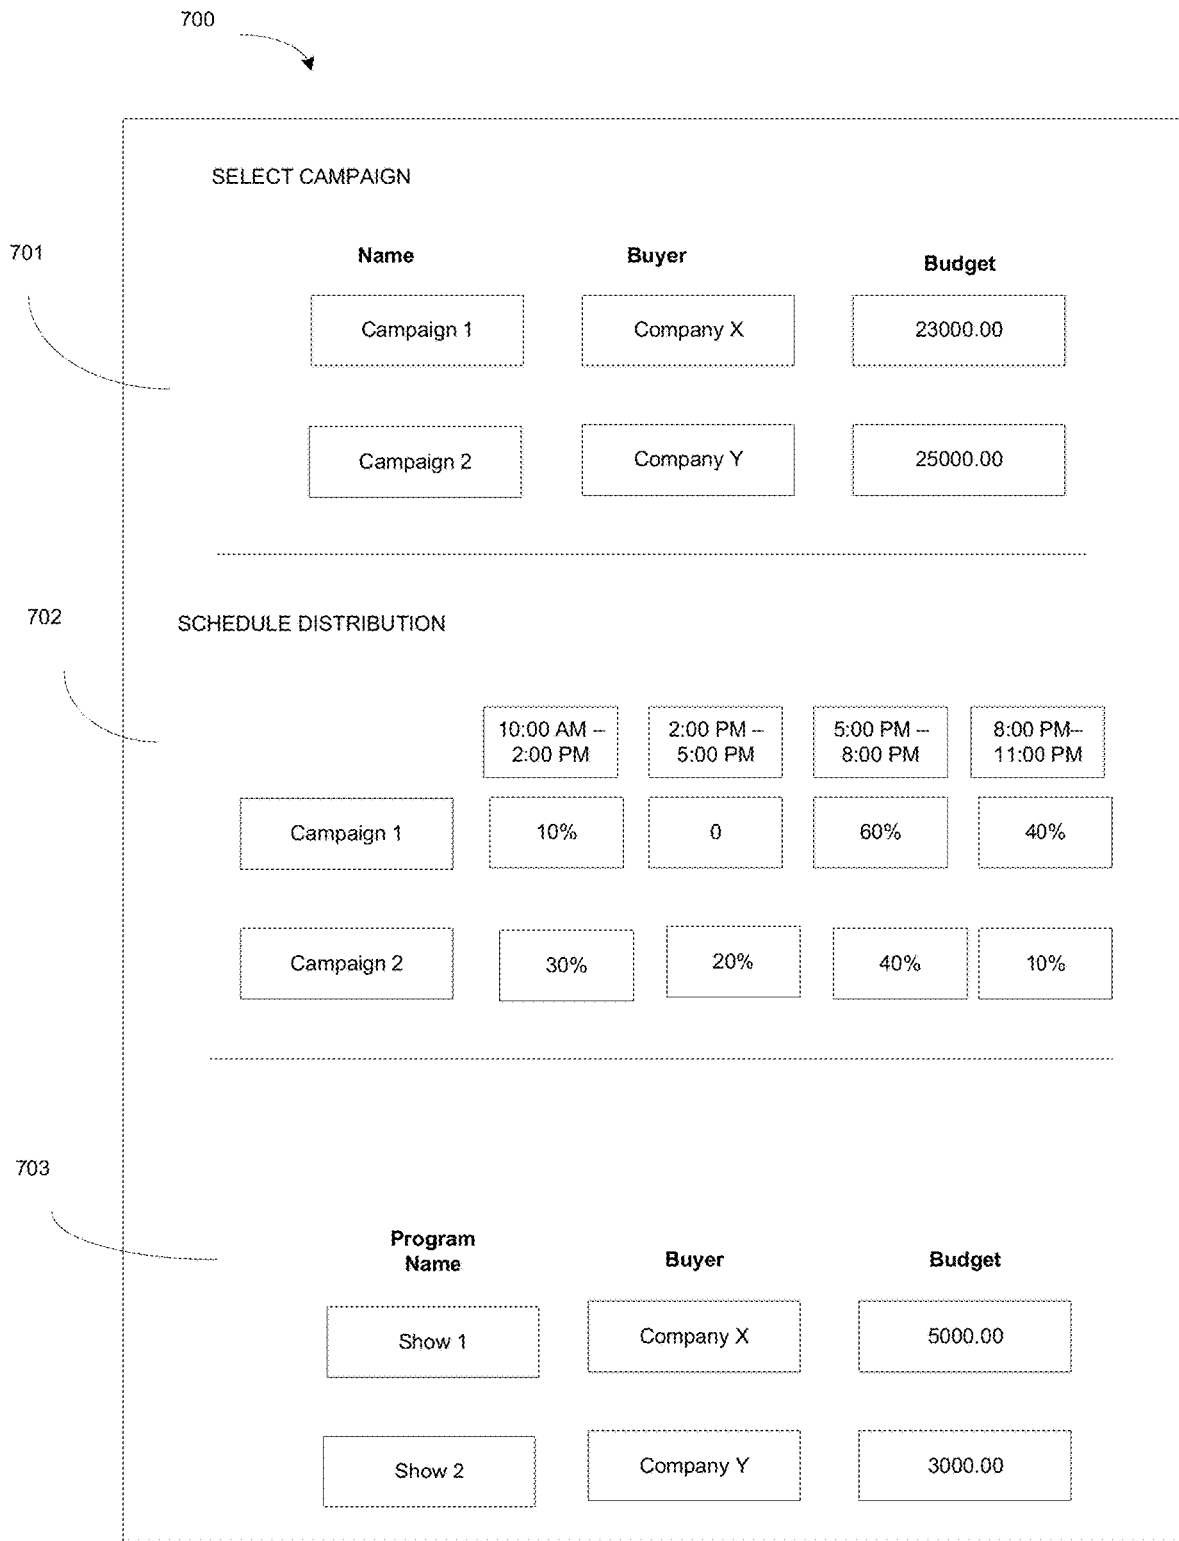 700
SELECT CAMPAIGN
701
Name Buyer Budget
Campaign 1 Company X 23000.00
Campaign 2 Company Y 25000.00
702
SCHEDULE DISTRIBUTION
10:00 AM – 2:00 PM – 5:00 PM – 8:00 PM–
2:00 PM 5:00 PM 8:00 PM 11:00 PM
Campaign 1 10% 0 60% 40%
Campaign 2 30% 20% 40% 10%
703
Program
Name Buyer Budget
Show 1 Company X 5000.00
Show 2 Company Y 3000.00